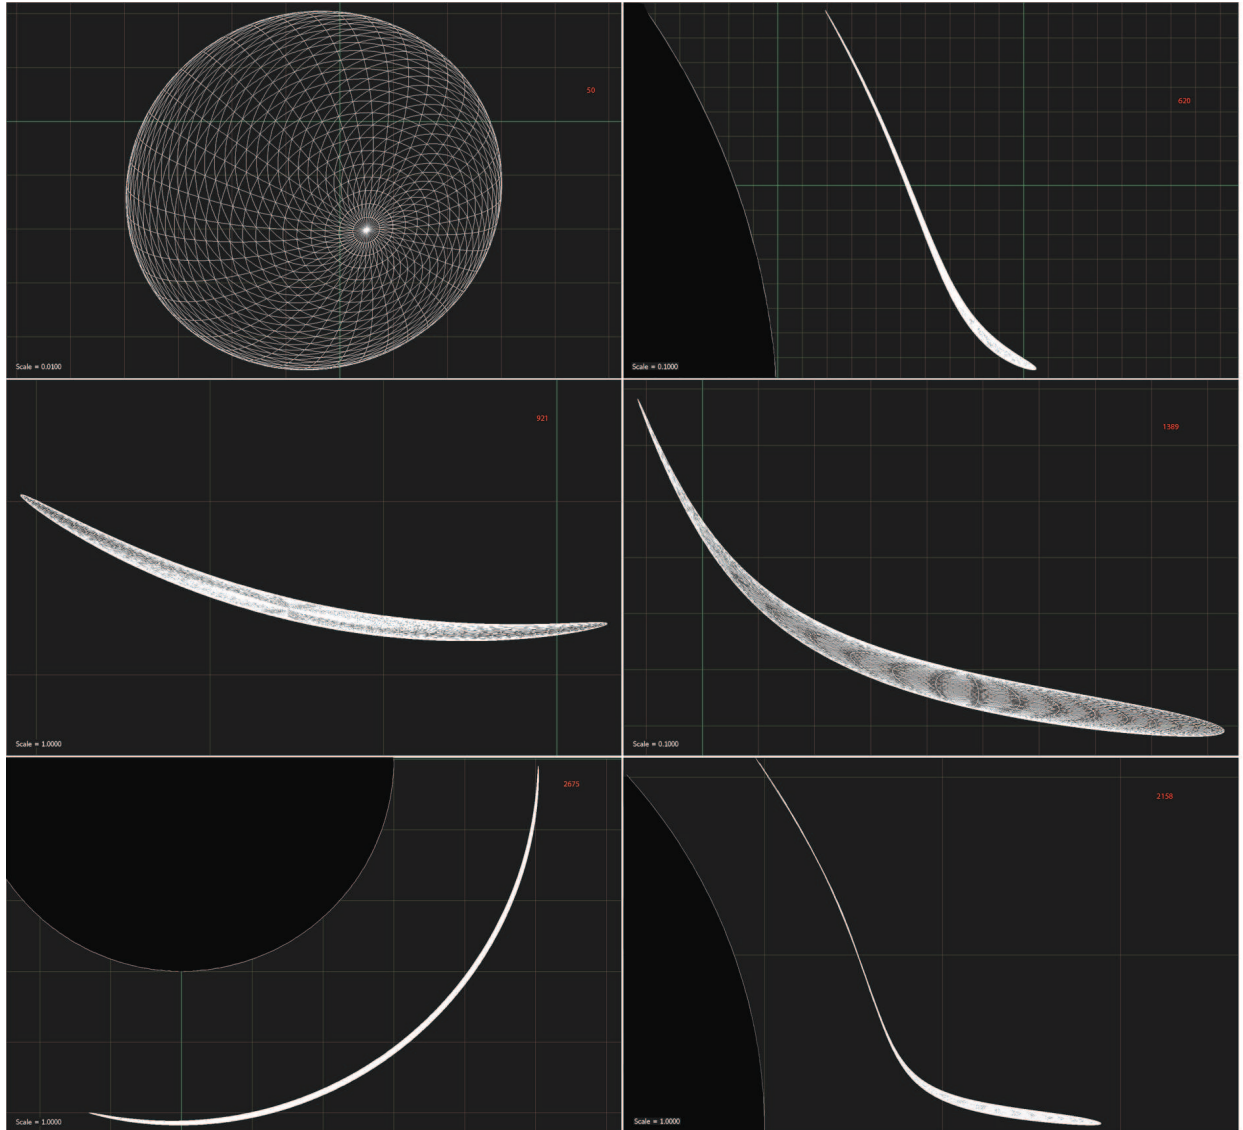 50
Scale = 0.0100
620
Scale = 0.1000
921
Scale = 1.0000
1389
Scale = 0.1000
2675
Scale = 1.0000
2158
Scale = 1.0000